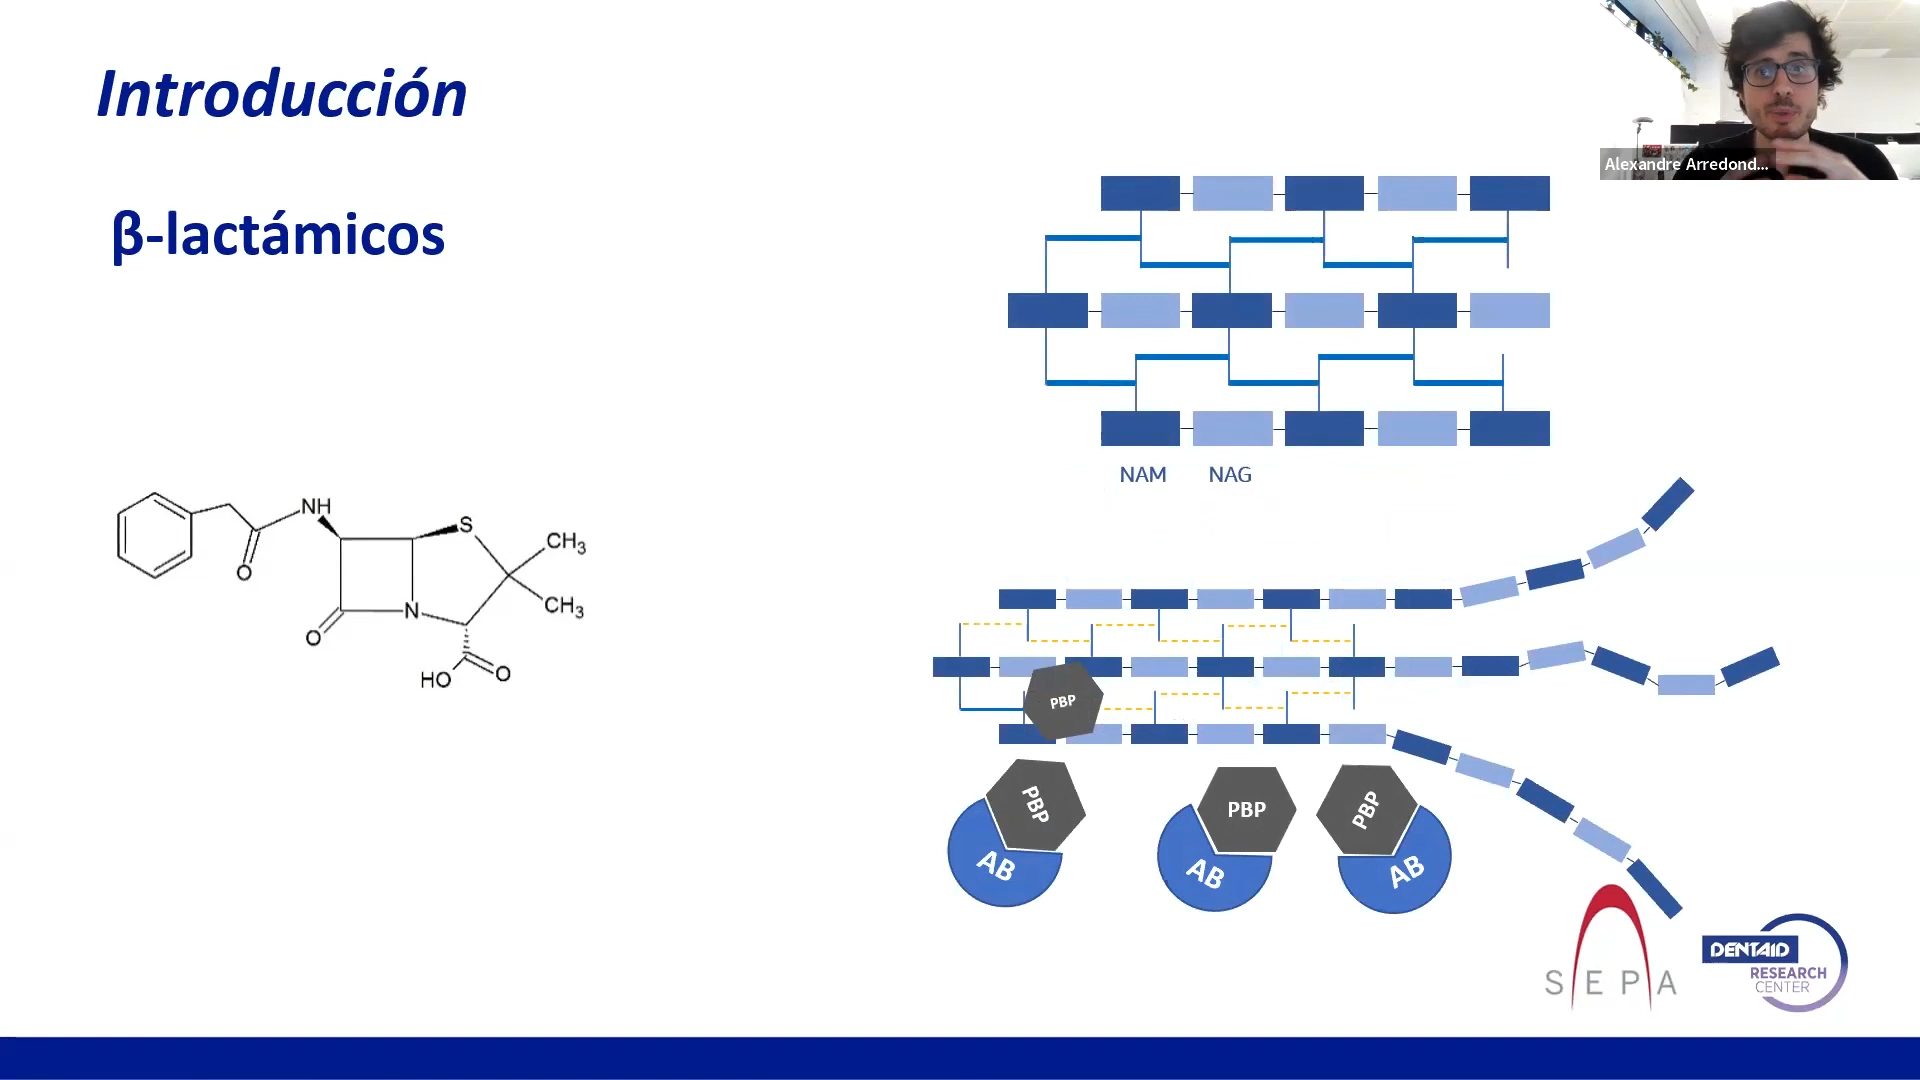 Introducción
Alexandre Arredond...
β-lactámicos
NAM NAG
NH
S
CH3
O
CH3
N
O
HO
O
PBP
PBP
PBP
PBP
AB
AB
AB
SEPA
DENTAID
RESEARCH
CENTER